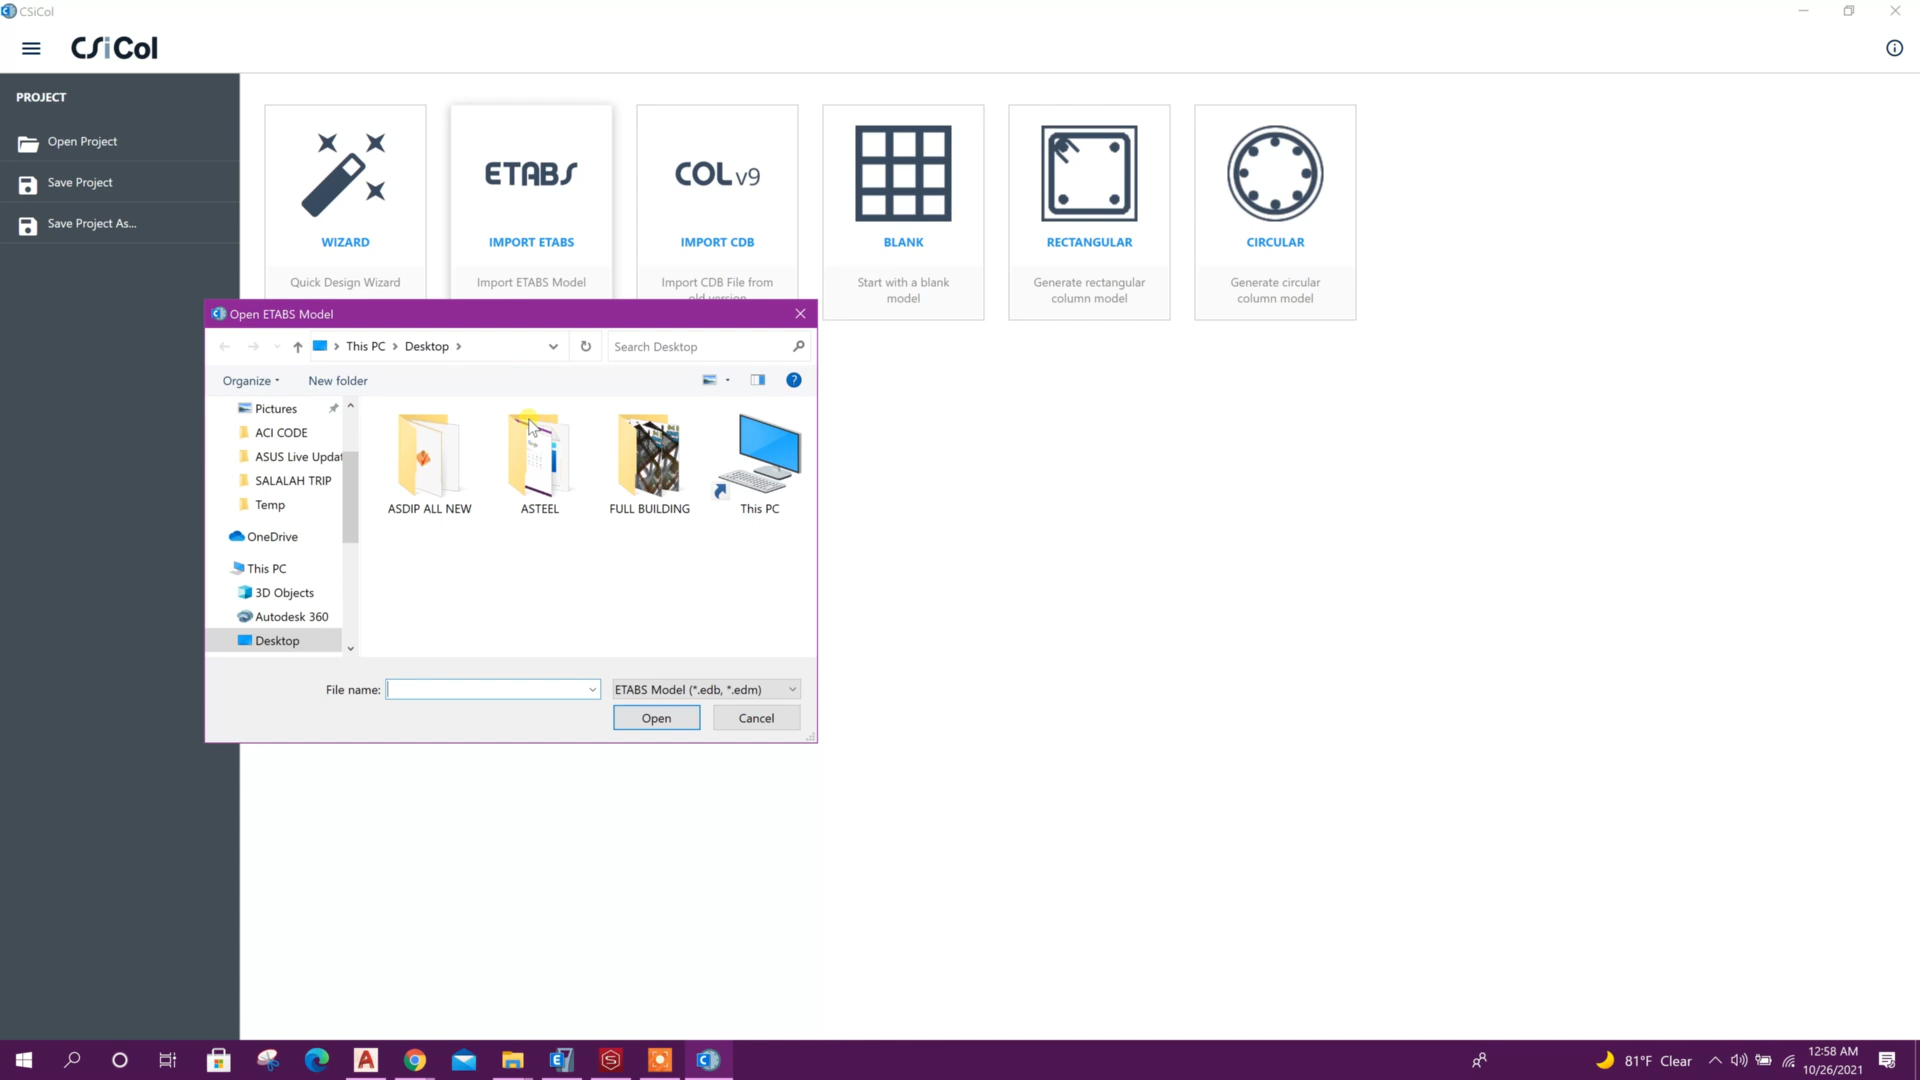 CSiCol
CSiCol
PROJECT
Open Project
Save Project
Save Project As...
ETABS
COL v9
WIZARD
IMPORT ETABS
IMPORT CDB
BLANK
RECTANGULAR
CIRCULAR
Quick Design Wizard
Import ETABS Model
Import CDB File from
old version
Start with a blank
model
Generate rectangular
column model
Generate circular
column model
Open ETABS Model
This PC
Desktop
Search Desktop
Organize
New folder
Pictures
ACI CODE
ASUS Live Updat
SALALAH TRIP
Temp
OneDrive
This PC
3D Objects
Autodesk 360
Desktop
ASDIP ALL NEW
ASTEEL
FULL BUILDING
This PC
File name:
ETABS Model (*.edb, *.edm)
Open
Cancel
81°F Clear
12:58 AM
10/26/2021